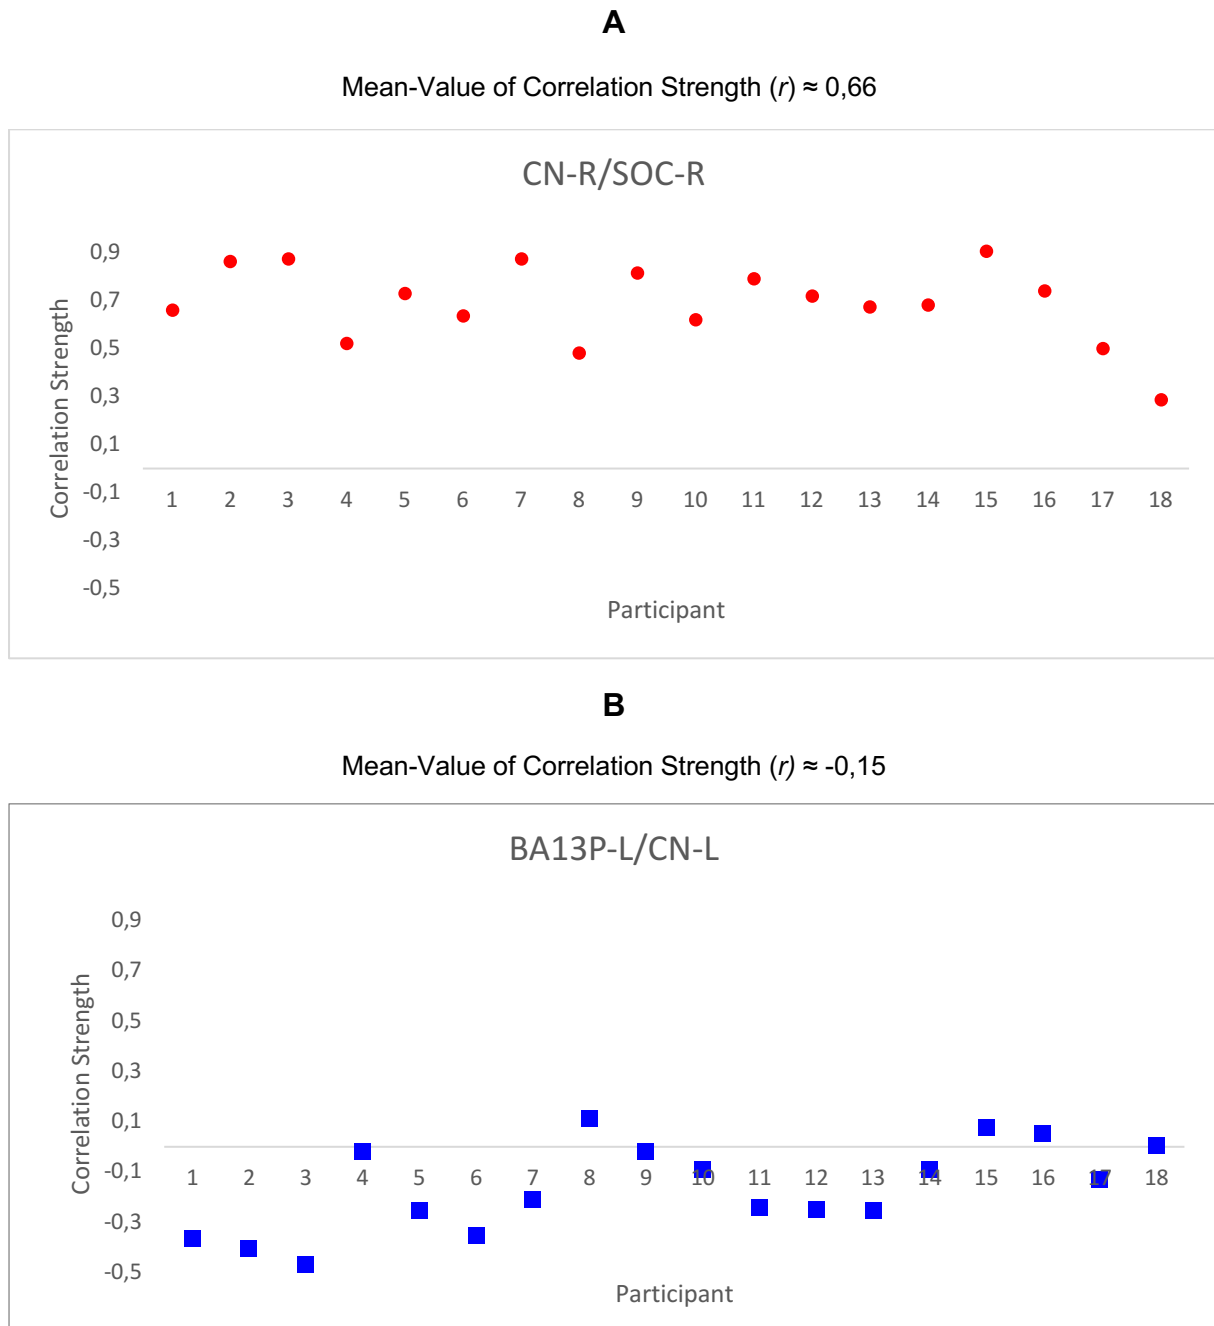 A
Mean-Value of Correlation Strength (r) ≈ 0,66
CN-R/SOC-R
Correlation Strength
0,9
0,7
0,5
0,3
0,1
-0,1
-0,3
-0,5
1 2 3 4 5 6 7 8 9 10 11 12 13 14 15 16 17 18
Participant
B
Mean-Value of Correlation Strength (r) ≈ -0,15
BA13P-L/CN-L
Correlation Strength
0,9
0,7
0,5
0,3
0,1
-0,1
-0,3
-0,5
1 2 3 4 5 6 7 8 9 10 11 12 13 14 15 16 17 18
Participant